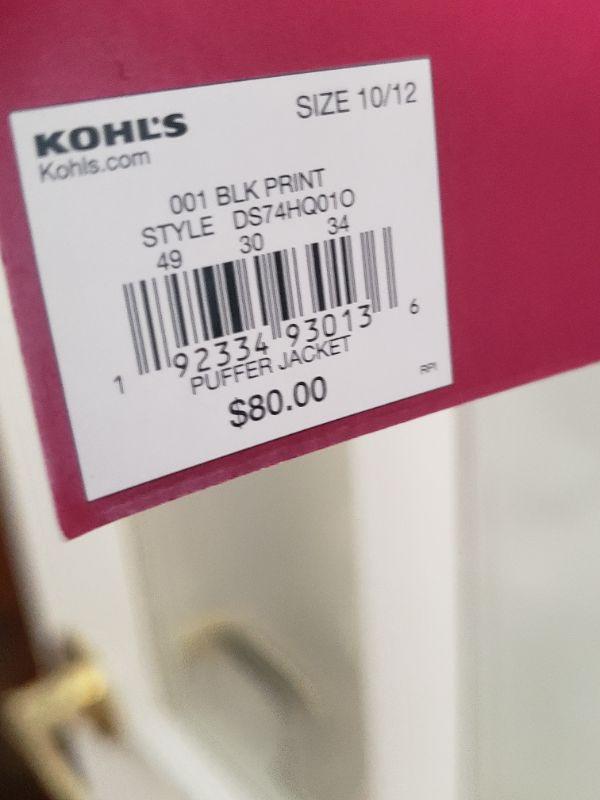 KOHL'S
Kohls.com
SIZE 10/12
001 BLK PRINT
STYLE DS74HQ01O
49 30 34
1 92334 93013 6
PUFFER JACKET
$80.00
RPI